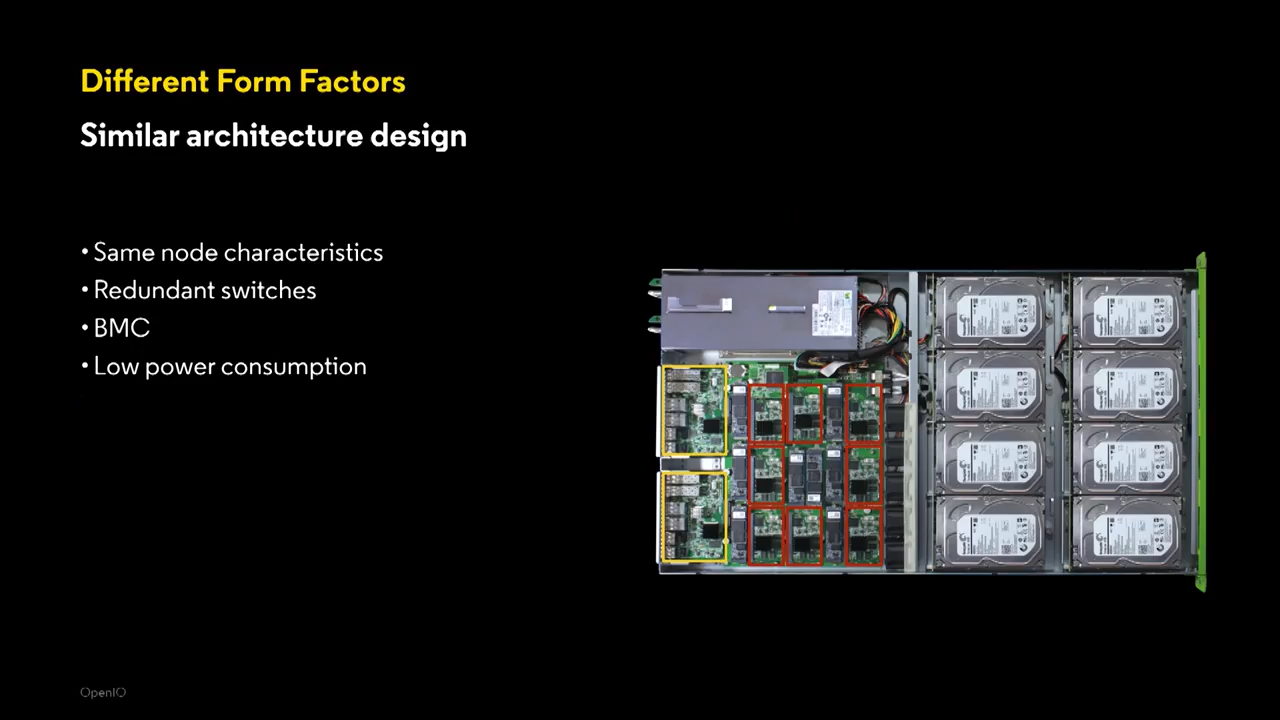 Different Form Factors
Similar architecture design
• Same node characteristics
• Redundant switches
• BMC
• Low power consumption
OpenIO